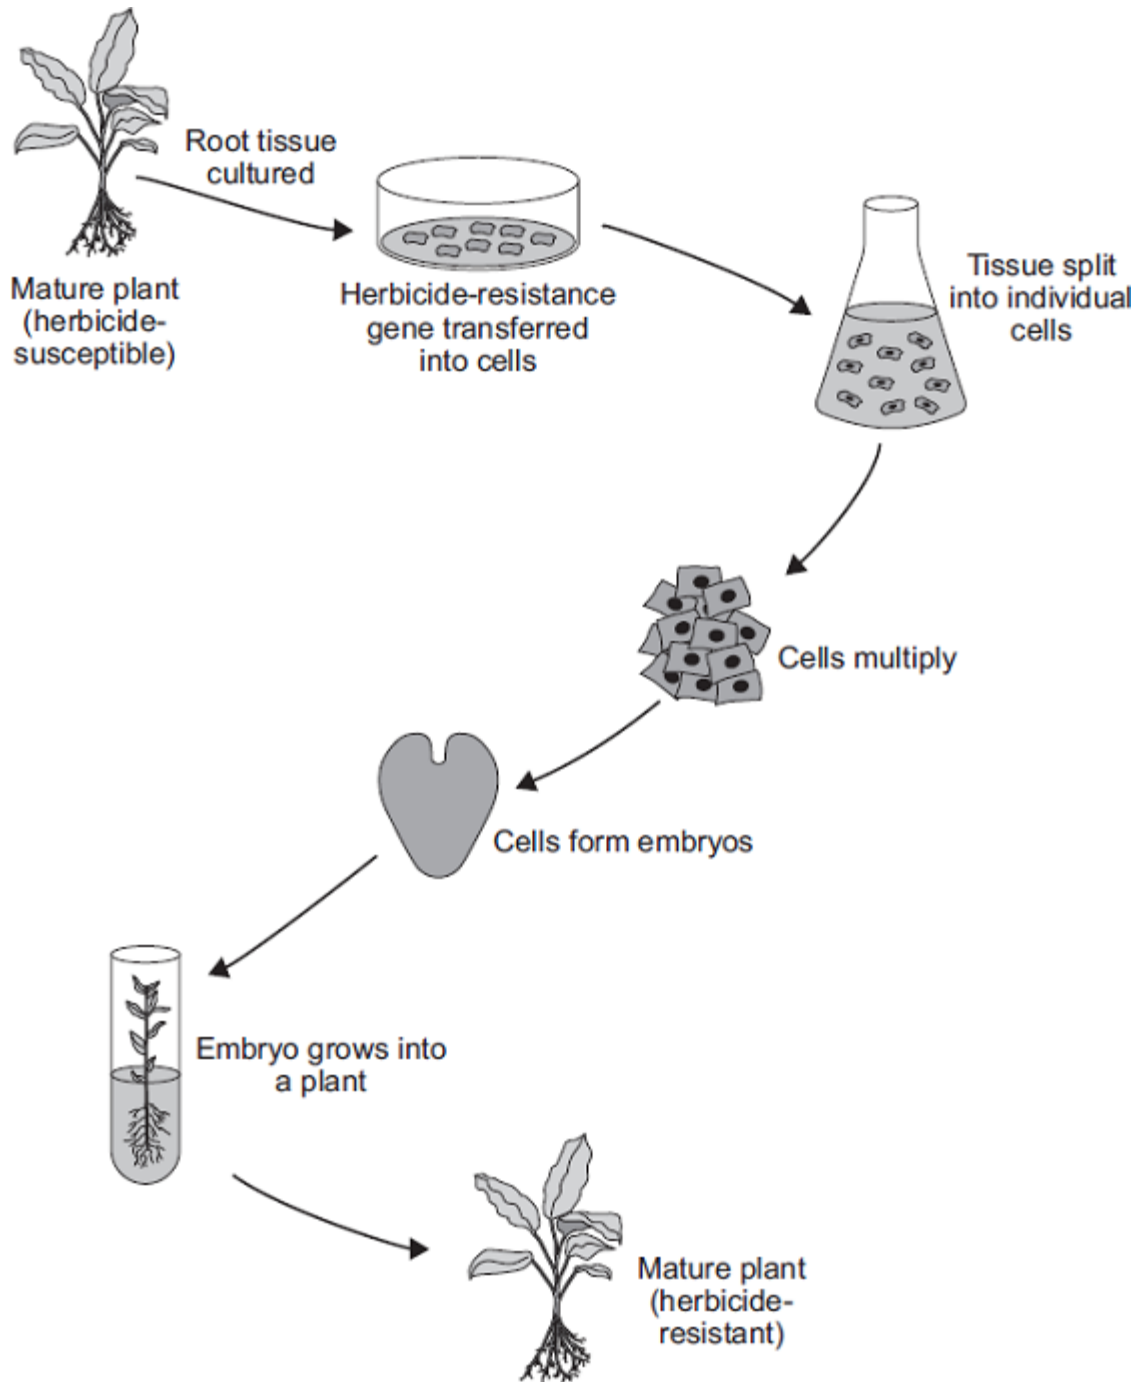 Root tissue
cultured
Mature plant
(herbicide-
susceptible)
Herbicide-resistance
gene transferred
into cells
Tissue split
into individual
cells
Cells multiply
Cells form embryos
Embryo grows into
a plant
Mature plant
(herbicide-
resistant)